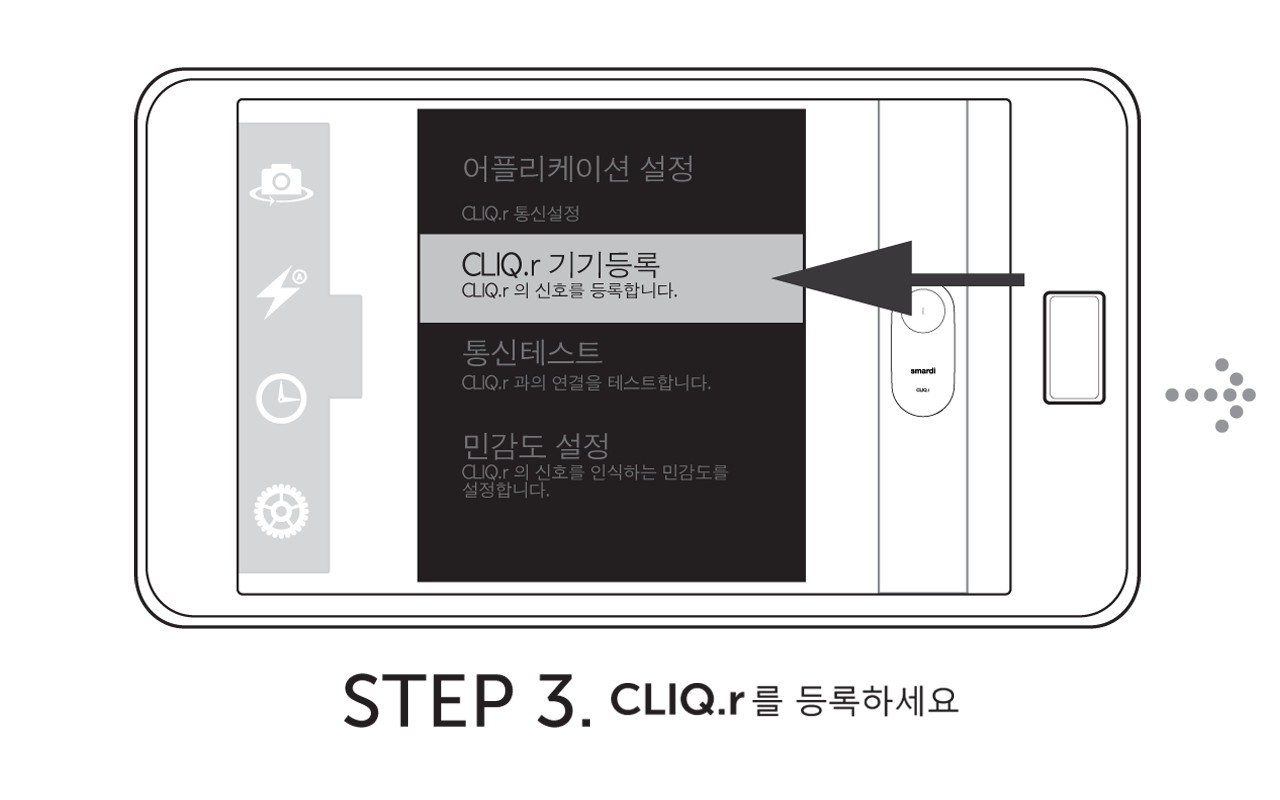 어플리케이션 설정
CLIQ.r 통신설정
CLIQ.r 기기등록
CLIQ.r 의 신호를 등록합니다.
통신테스트
CLIQ.r 과의 연결을 테스트합니다.
민감도 설정
CLIQ.r 의 신호를 인식하는 민감도를
설정합니다.
A
smardi
CLIQ.r
STEP 3. CLIQ.r 를 등록하세요